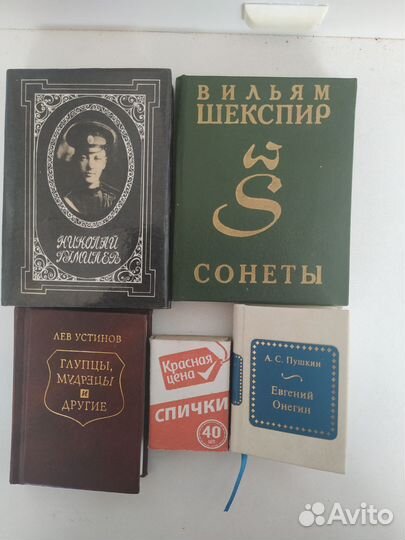 НИКОЛАЙ
ГУМИЛЕВ
ВИЛЬЯМ
ШЕКСПИР
WS
СОНЕТЫ
ЛЕВ УСТИНОВ
ГЛУПЦЫ,
МУДРЕЦЫ
И
ДРУГИЕ
Красная
цена
СПИЧКИ
40
шт.
А. С. Пушкин
Евгений
Онегин
Avito